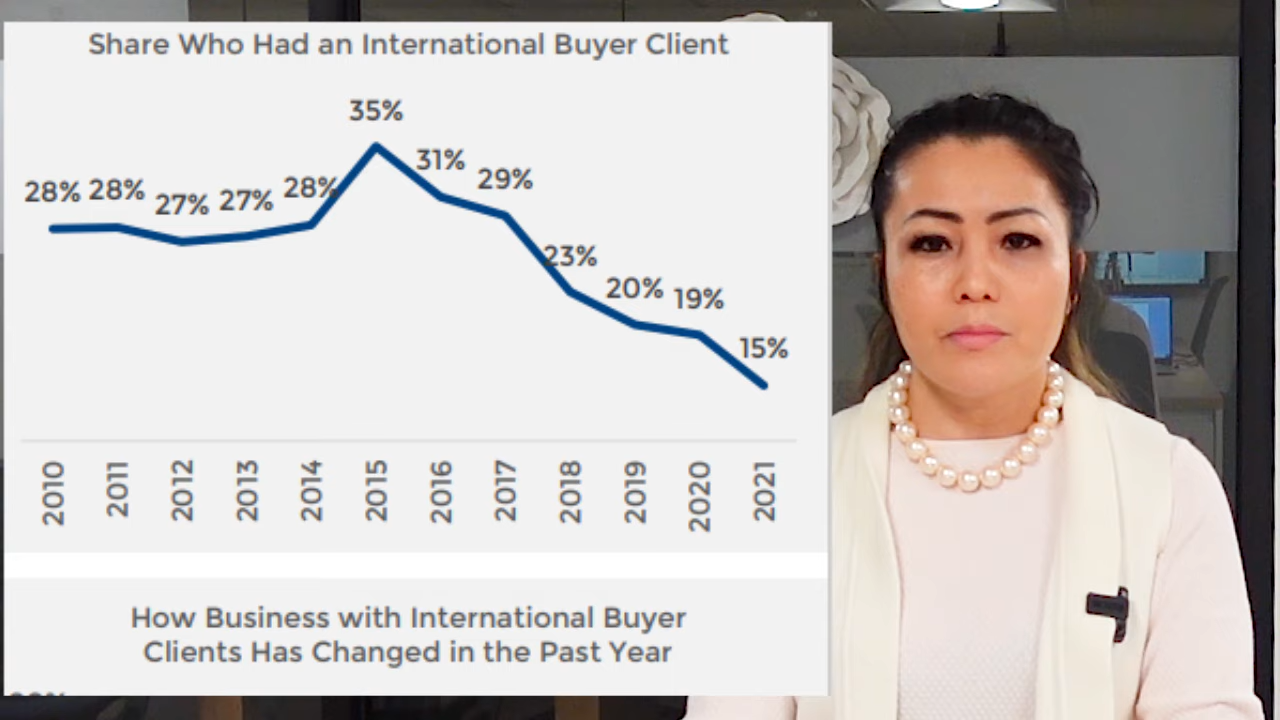 Share Who Had an International Buyer Client
35%
31%
29%
28% 28% 27% 27% 28%
23%
20% 19%
15%
2010 2011 2012 2013 2014 2015 2016 2017 2018 2019 2020 2021
How Business with International Buyer
Clients Has Changed in the Past Year